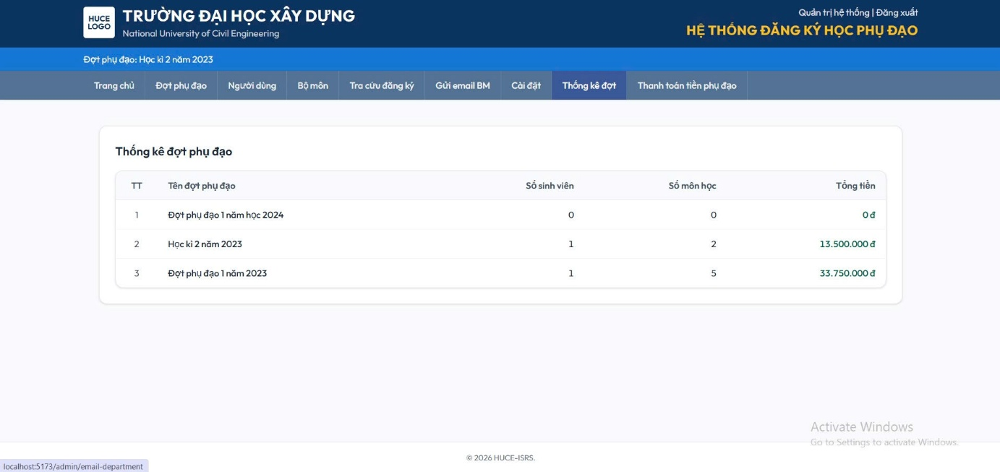 HUCE
LOGO
TRƯỜNG ĐẠI HỌC XÂY DỰNG
National University of Civil Engineering
Quản trị hệ thống | Đăng xuất
HỆ THỐNG ĐĂNG KÝ HỌC PHỤ ĐẠO
Đợt phụ đạo: Học kì 2 năm 2023
Trang chủ Đợt phụ đạo Người dùng Bộ môn Tra cứu đăng ký Gửi email BM Cài đặt Thống kê đợt Thanh toán tiền phụ đạo
Thống kê đợt phụ đạo
TT Tên đợt phụ đạo Số sinh viên Số môn học Tổng tiền
1 Đợt phụ đạo 1 năm học 2024 0 0 0 đ
2 Học kì 2 năm 2023 1 2 13.500.000 đ
3 Đợt phụ đạo 1 năm 2023 1 5 33.750.000 đ
Activate Windows
Go to Settings to activate Windows.
© 2026 HUCE-ISRS.
localhost:5173/admin/email-department